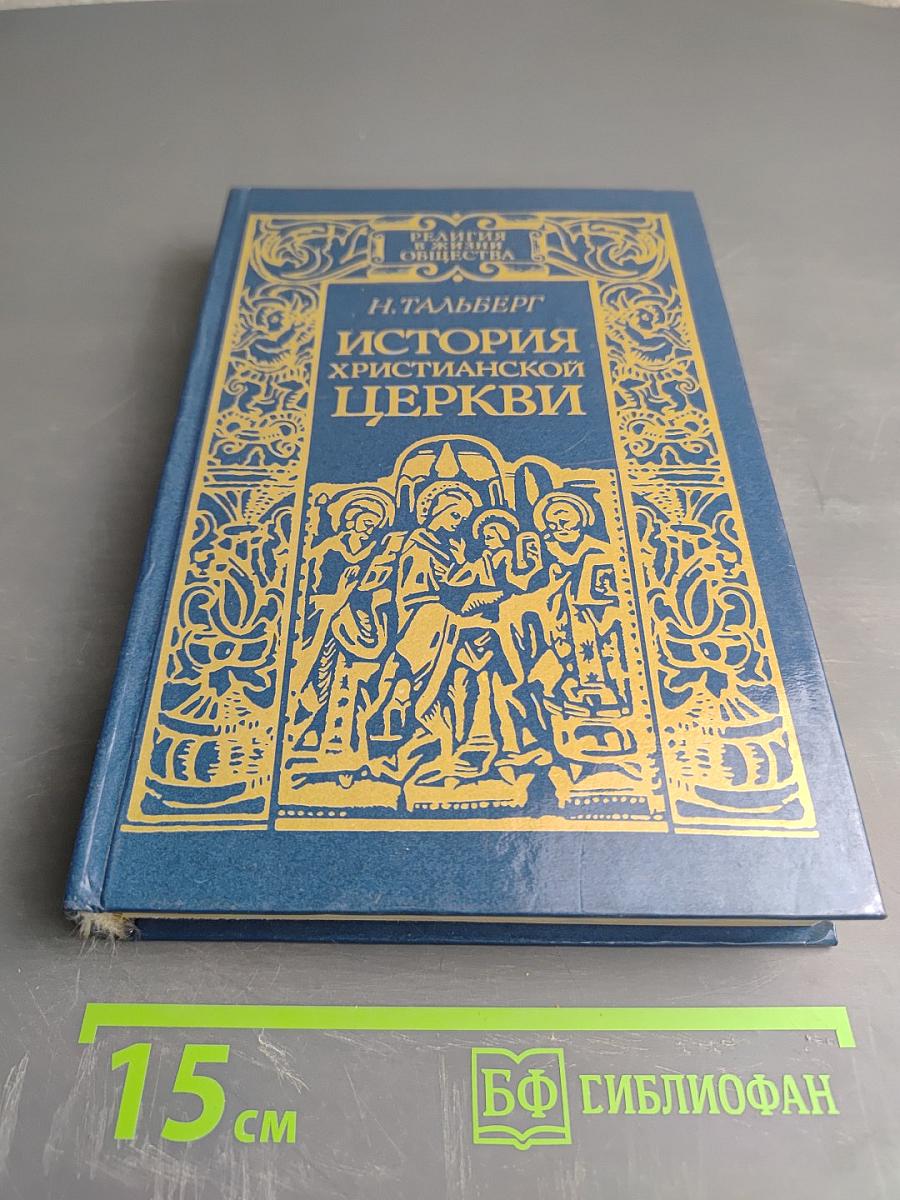 РЕЛИГИЯ
В ЖИЗНИ
ОБЩЕСТВА
Н. ТАЛЬБЕРГ
ИСТОРИЯ
ХРИСТИАНСКОЙ
ЦЕРКВИ
15 см
БФ БИБЛИОФАН